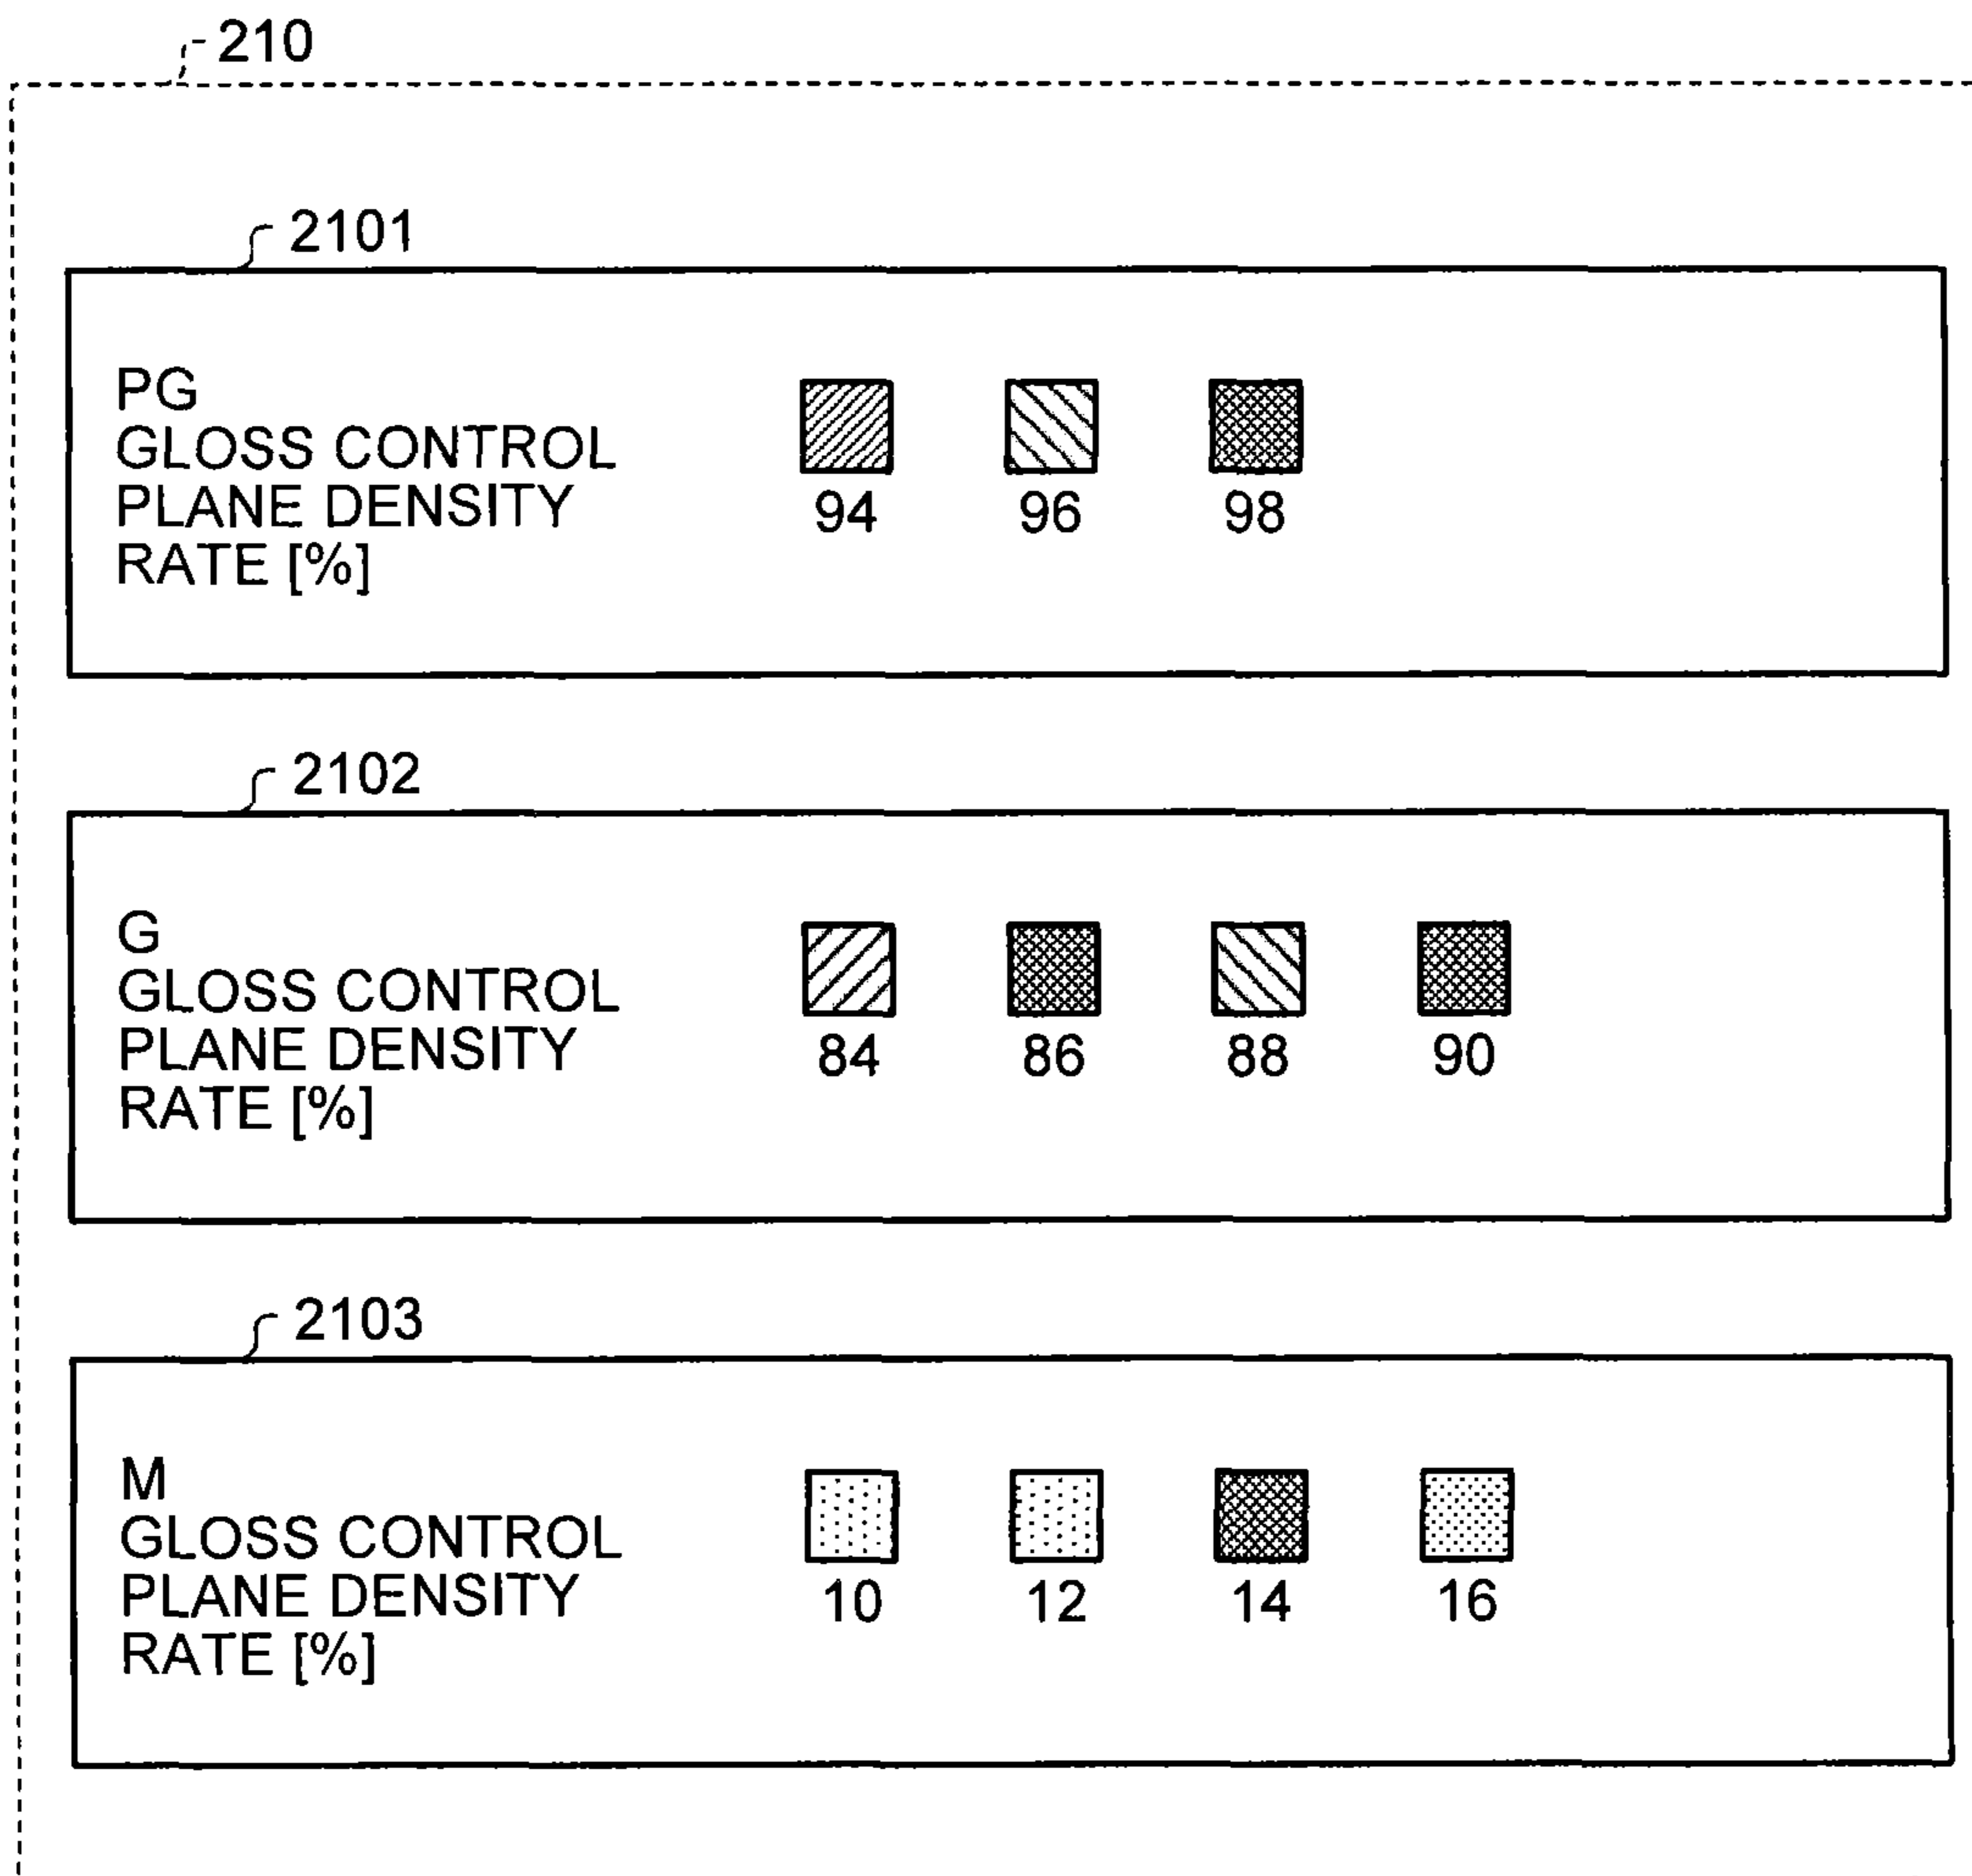 210
2101
PG
GLOSS CONTROL
PLANE DENSITY
RATE [%]
94 96 98
2102
G
GLOSS CONTROL
PLANE DENSITY
RATE [%]
84 86 88 90
2103
M
GLOSS CONTROL
PLANE DENSITY
RATE [%]
10 12 14 16